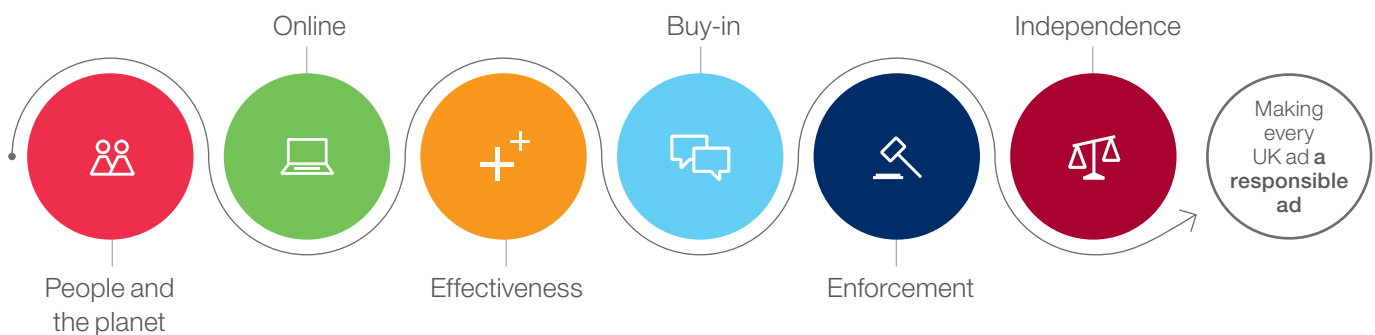 People and
the planet
Online
Effectiveness
Buy-in
Enforcement
Independence
Making
every
UK ad a
responsible
ad